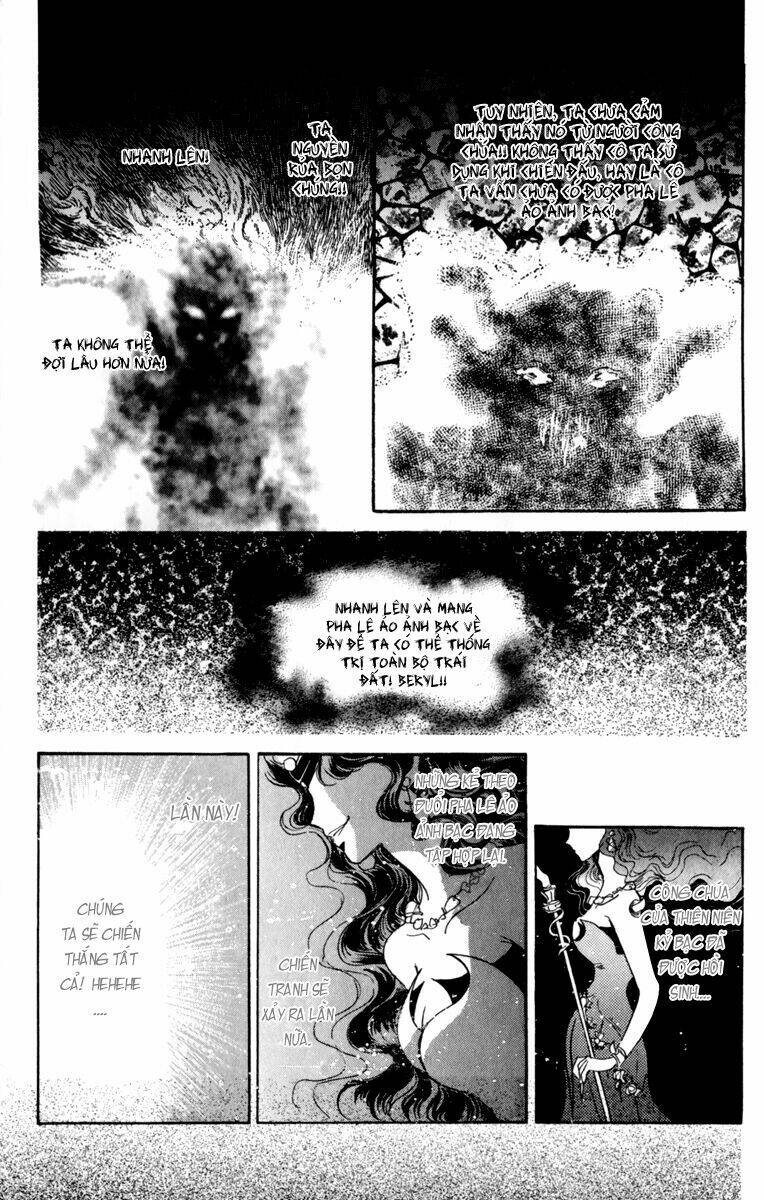 TUY NHIÊN, TA CHƯA CẢM
NHẬN THẤY NÓ TỪ NGƯỜI CÔNG
CHÚA!! KHÔNG THẤY CÔ TA SỬ
DỤNG KHI CHIẾN ĐẤU, HAY LÀ CÔ
TA VẪN CHƯA CÓ ĐƯỢC PHA LÊ
ẢO ẢNH BẠC!
TA
NGUYỀN
RỦA BỌN
CHÚNG!!
NHANH LÊN!
TA KHÔNG THỂ
ĐỢI LÂU HƠN NỮA!
NHANH LÊN VÀ MANG
PHA LÊ ẢO ẢNH BẠC VỀ
ĐÂY ĐỂ TA CÓ THỂ THỐNG
TRỊ TOÀN BỘ TRÁI
ĐẤT! BERYL!!
CÔNG CHÚA
CỦA THIÊN NIÊN
KỶ BẠC ĐÃ
ĐƯỢC HỒI
SINH....
NHỮNG KẺ THEO
ĐUỔI PHA LÊ ẢO
ẢNH BẠC ĐANG
TẬP HỢP LẠI.
CHIẾN
TRANH SẼ
XẢY RA LẦN
NỮA.
LẦN NÀY!
CHÚNG
TA SẼ CHIẾN
THẮNG TẤT
CẢ! HEHEHE
....